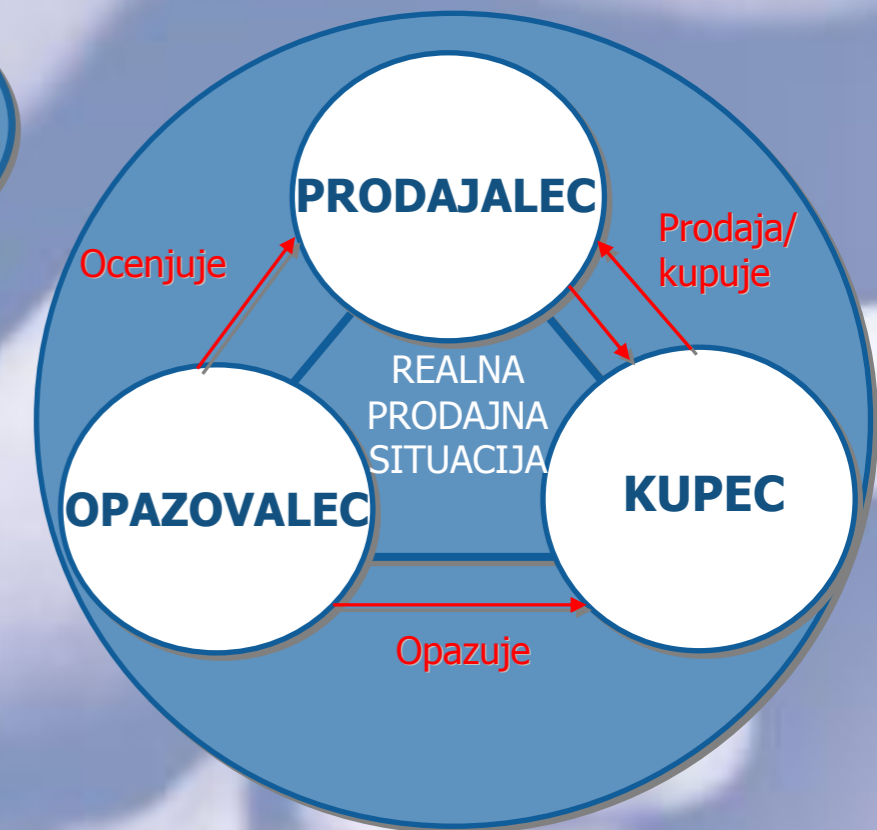 PRODAJALEC
Ocenjuje
Prodaja/
kupuje
REALNA
PRODAJNA
SITUACIJA
OPAZOVALEC
KUPEC
Opazuje